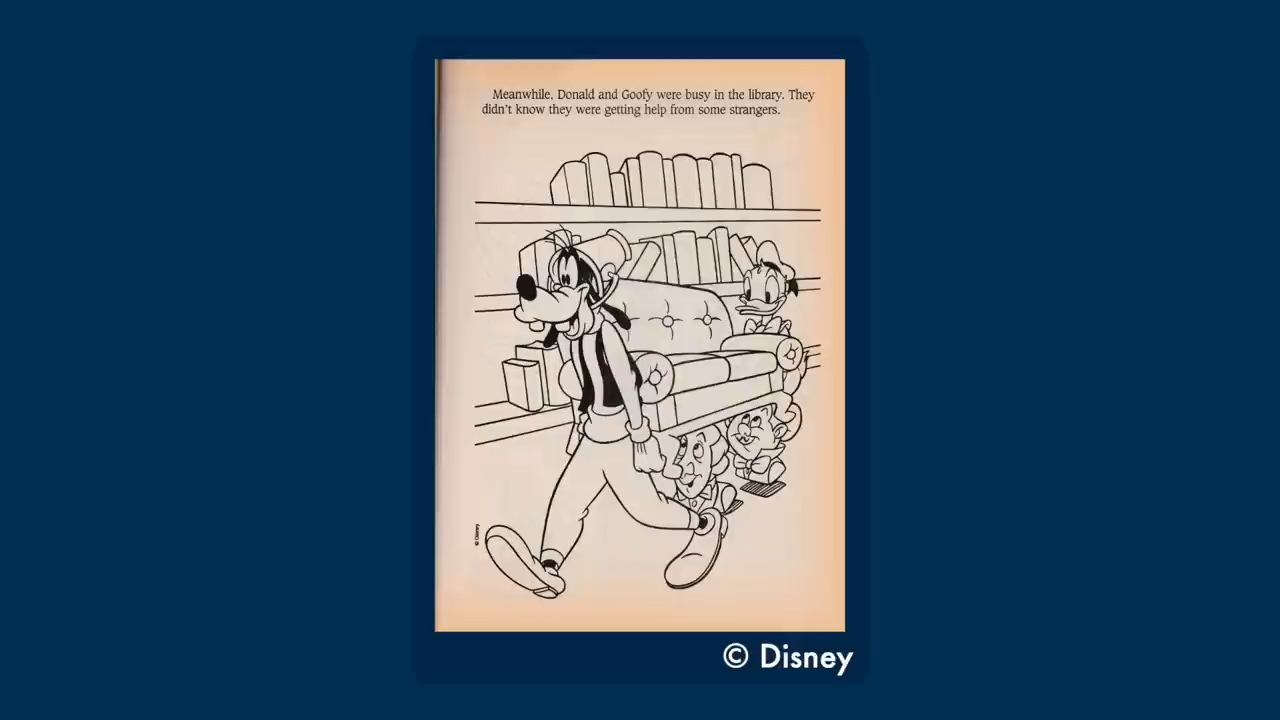 Meanwhile, Donald and Goofy were busy in the library. They
didn't know they were getting help from some strangers.
© Disney
© Disney